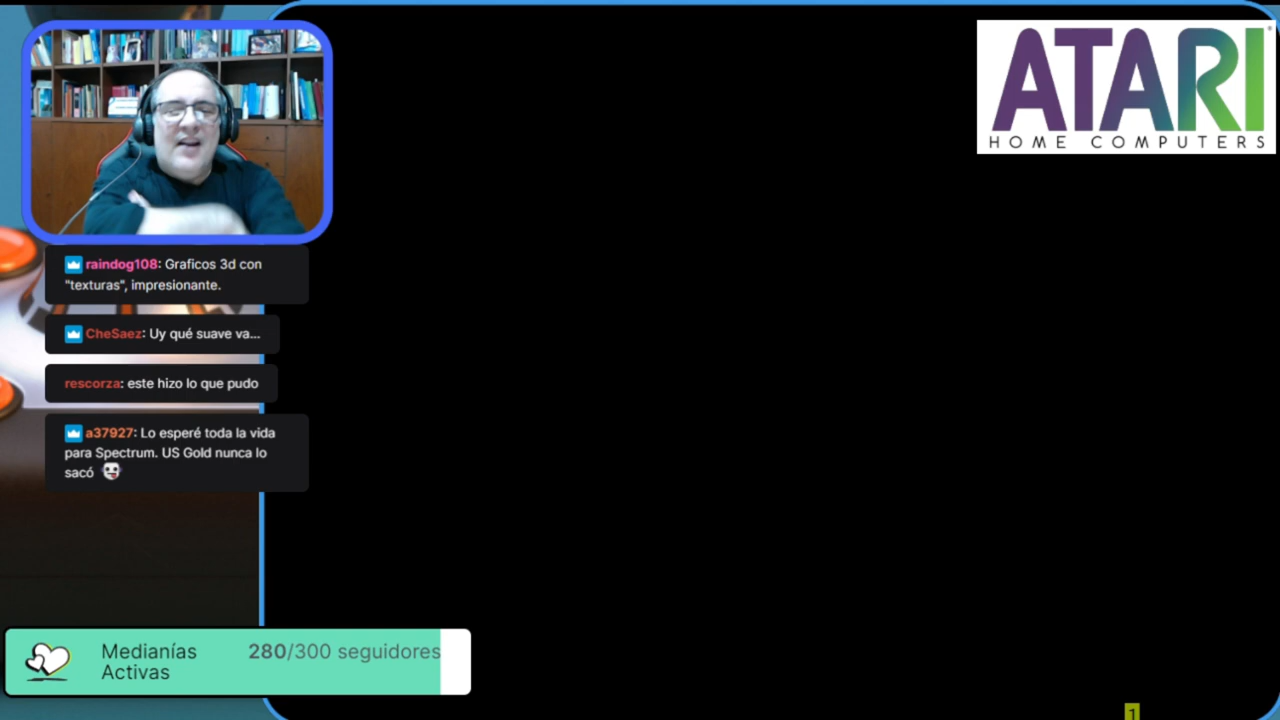 ATARI
HOME COMPUTERS
raindog108: Graficos 3d con
"texturas", impresionante.
CheSaez: Uy qué suave va...
rescorza: este hizo lo que pudo
a37927: Lo esperé toda la vida
para Spectrum. US Gold nunca lo
sacó
Medianías
Activas
280/300 seguidores
1